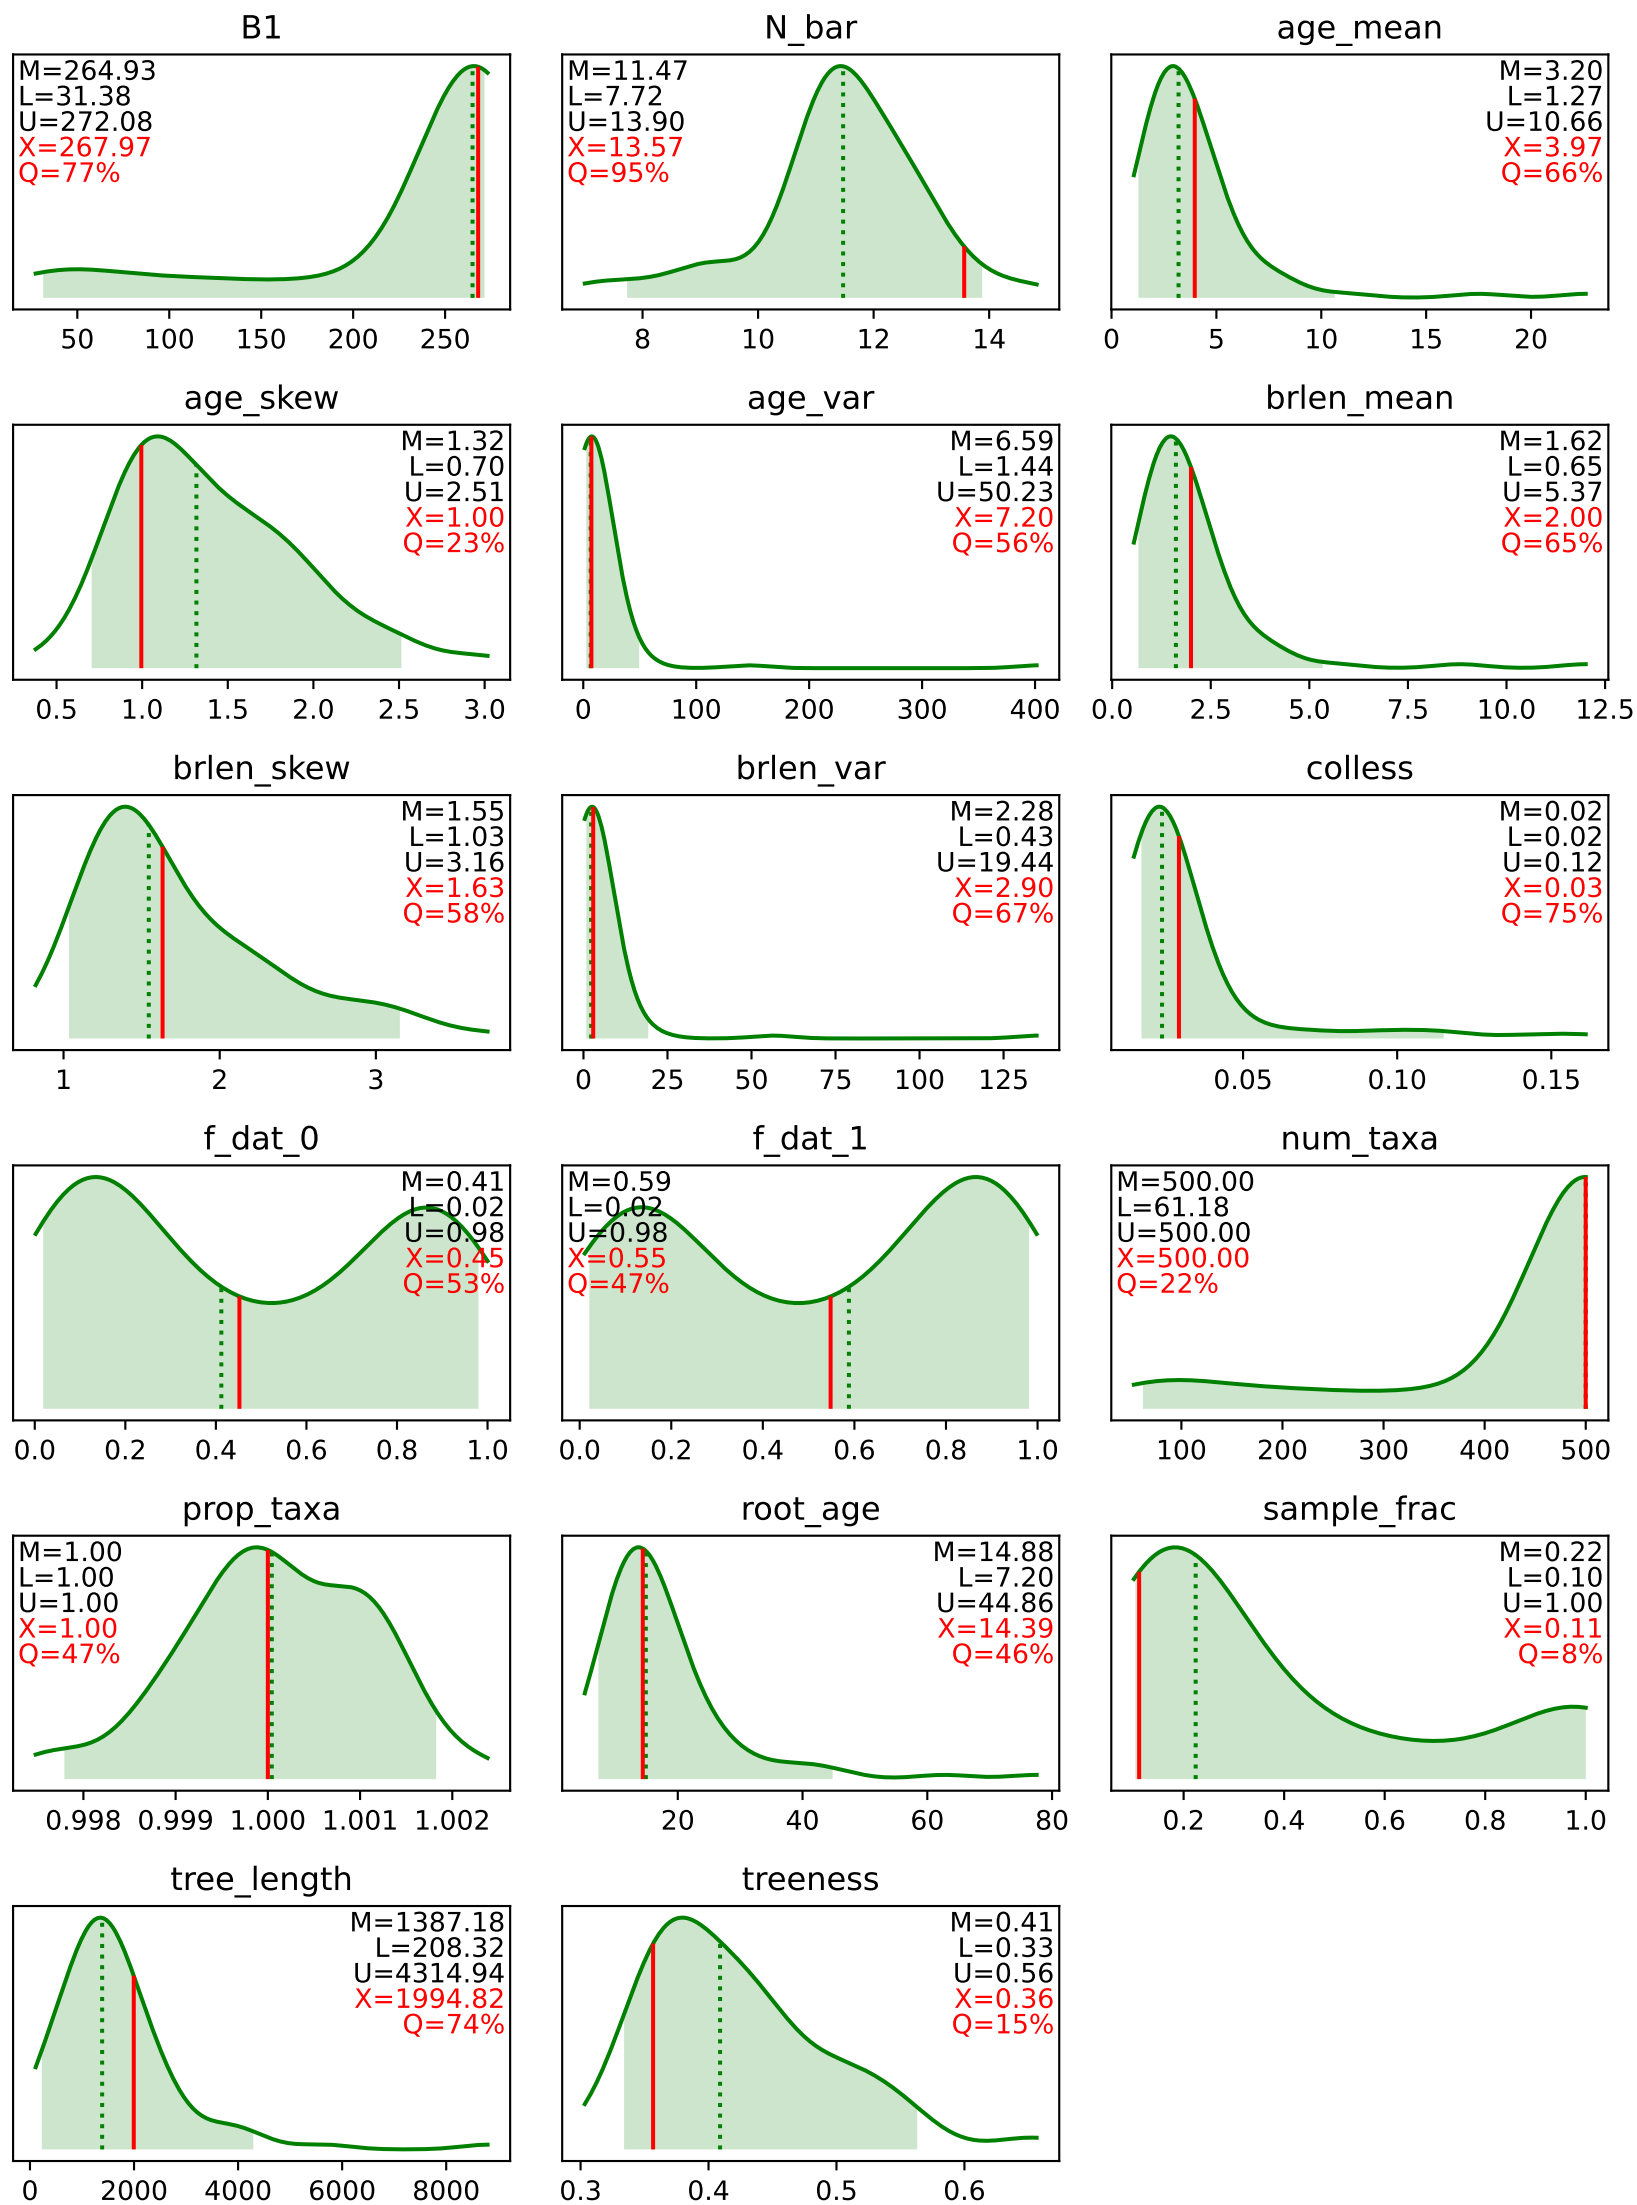 B1
M=264.93
L=31.38
U=272.08
X=267.97
Q=77%
50 100 150 200 250
N_bar
M=11.47
L=7.72
U=13.90
X=13.57
Q=95%
8 10 12 14
age_mean
M=3.20
L=1.27
U=10.66
X=3.97
Q=66%
0 5 10 15 20
age_skew
M=1.32
L=0.70
U=2.51
X=1.00
Q=23%
0.5 1.0 1.5 2.0 2.5 3.0
age_var
M=6.59
L=1.44
U=50.23
X=7.20
Q=56%
0 100 200 300 400
brlen_mean
M=1.62
L=0.65
U=5.37
X=2.00
Q=65%
0.0 2.5 5.0 7.5 10.0 12.5
brlen_skew
M=1.55
L=1.03
U=3.16
X=1.63
Q=58%
1 2 3
brlen_var
M=2.28
L=0.43
U=19.44
X=2.90
Q=67%
0 25 50 75 100 125
colless
M=0.02
L=0.02
U=0.12
X=0.03
Q=75%
0.05 0.10 0.15
f_dat_0
M=0.41
L=0.02
U=0.98
X=0.45
Q=53%
0.0 0.2 0.4 0.6 0.8 1.0
f_dat_1
M=0.59
L=0.02
U=0.98
X=0.55
Q=47%
0.0 0.2 0.4 0.6 0.8 1.0
num_taxa
M=500.00
L=61.18
U=500.00
X=500.00
Q=22%
100 200 300 400 500
prop_taxa
M=1.00
L=1.00
U=1.00
X=1.00
Q=47%
0.998 0.999 1.000 1.001 1.002
root_age
M=14.88
L=7.20
U=44.86
X=14.39
Q=46%
20 40 60 80
sample_frac
M=0.22
L=0.10
U=1.00
X=0.11
Q=8%
0.2 0.4 0.6 0.8 1.0
tree_length
M=1387.18
L=208.32
U=4314.94
X=1994.82
Q=74%
0 2000 4000 6000 8000
treeness
M=0.41
L=0.33
U=0.56
X=0.36
Q=15%
0.3 0.4 0.5 0.6